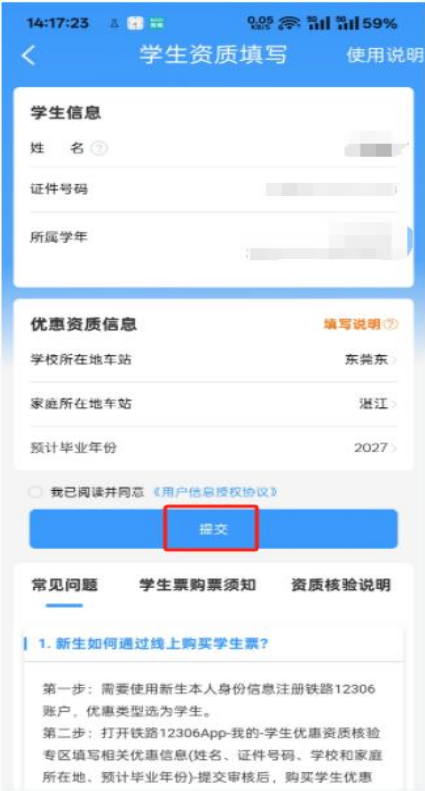 14:17:23 0.05 KB/S 5G 5G 59%
学生资质填写 使用说明
学生信息
姓 名
证件号码
所属学年
优惠资质信息 填写说明
学校所在地车站 东莞东
家庭所在地车站 湛江
预计毕业年份 2027
我已阅读并同意《用户信息授权协议》
提交
常见问题 学生票购票须知 资质核验说明
1. 新生如何通过线上购买学生票?
第一步：需要使用新生本人身份信息注册铁路12306
账户，优惠类型选为学生。
第二步：打开铁路12306App-我的-学生优惠资质核验
专区填写相关优惠信息(姓名、证件号码、学校和家庭
所在地、预计毕业年份)-提交审核后，购买学生优惠